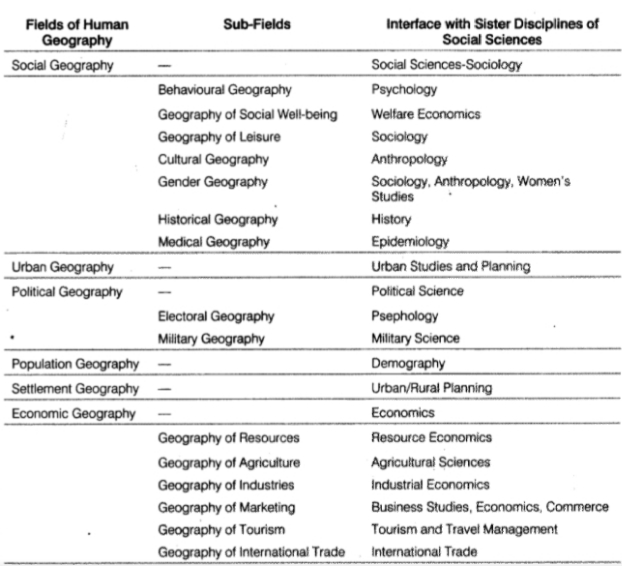 Fields of Human Geography Sub-Fields Interface with Sister Disciplines of Social Sciences
Social Geography — Social Sciences-Sociology
Behavioural Geography Psychology
Geography of Social Well-being Welfare Economics
Geography of Leisure Sociology
Cultural Geography Anthropology
Gender Geography Sociology, Anthropology, Women's Studies
Historical Geography History
Medical Geography Epidemiology
Urban Geography — Urban Studies and Planning
Political Geography — Political Science
Electoral Geography Psephology
Military Geography Military Science
Population Geography — Demography
Settlement Geography — Urban/Rural Planning
Economic Geography — Economics
Geography of Resources Resource Economics
Geography of Agriculture Agricultural Sciences
Geography of Industries Industrial Economics
Geography of Marketing Business Studies, Economics, Commerce
Geography of Tourism Tourism and Travel Management
Geography of International Trade International Trade